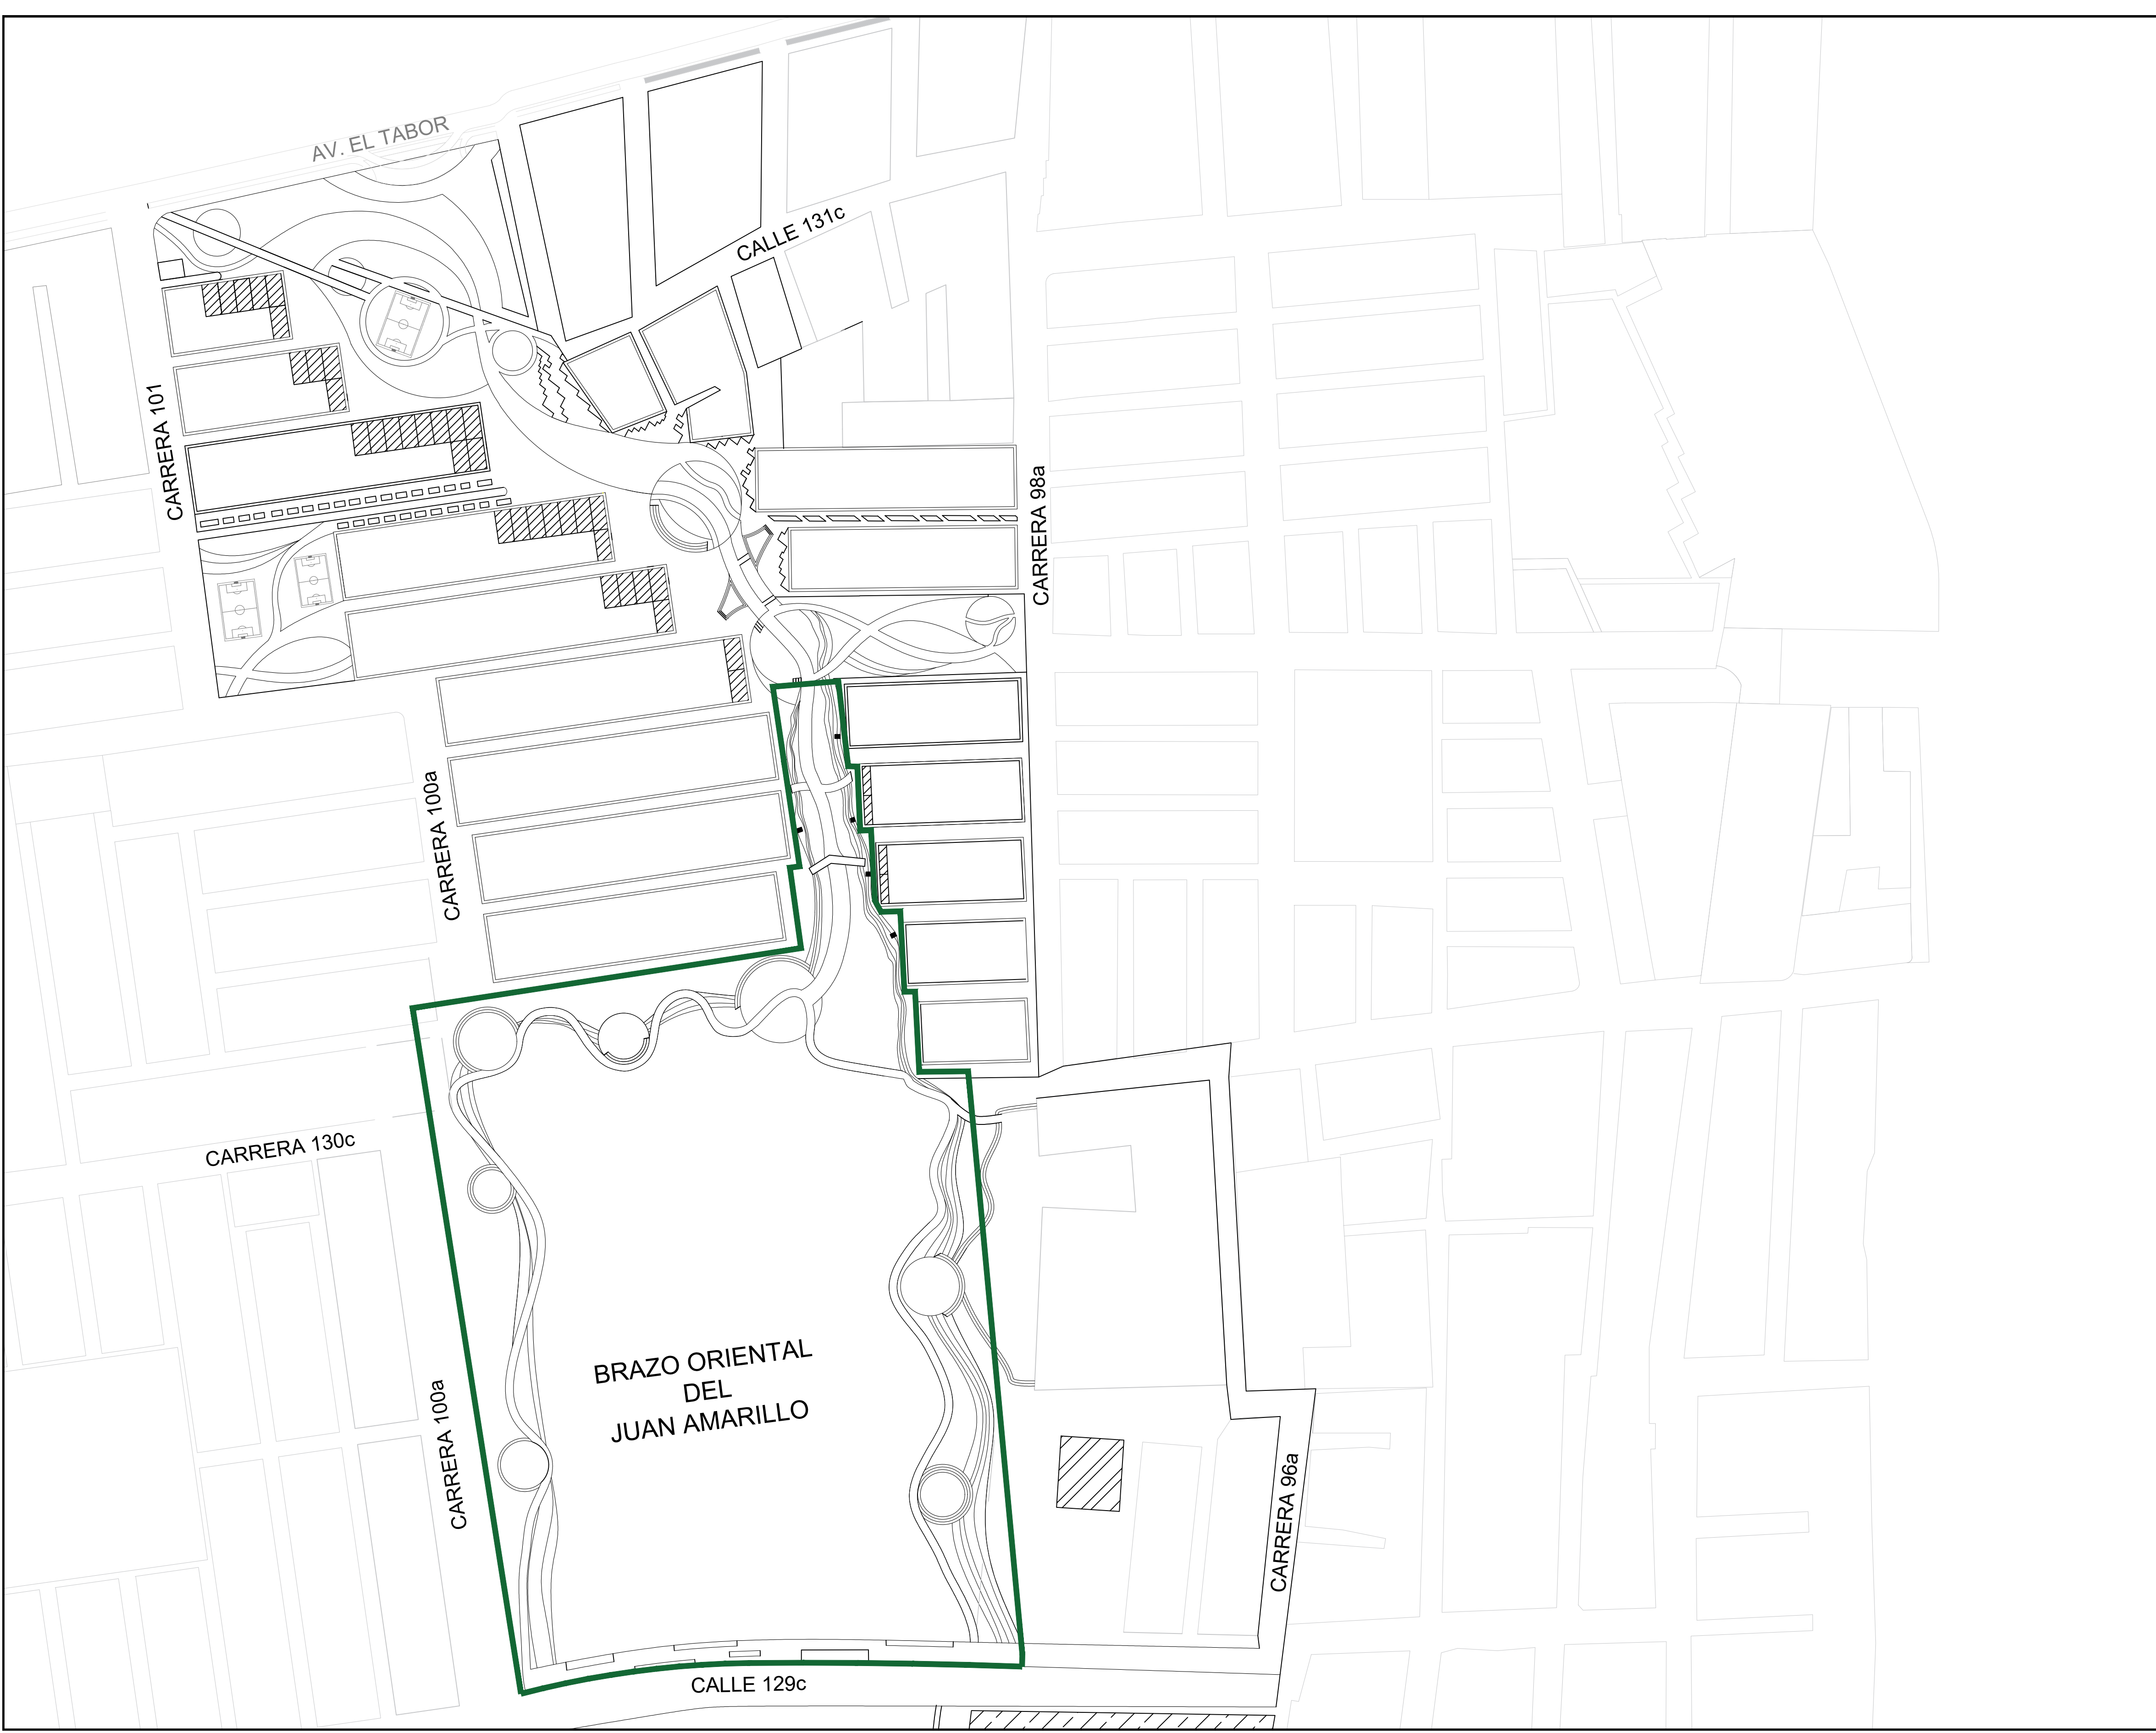 AV. EL TABOR
CALLE 131c
CARRERA 101
CARRERA 98a
CARRERA 100a
CARRERA 130c
BRAZO ORIENTAL
DEL
JUAN AMARILLO
CARRERA 100a
CARRERA 96a
CALLE 129c